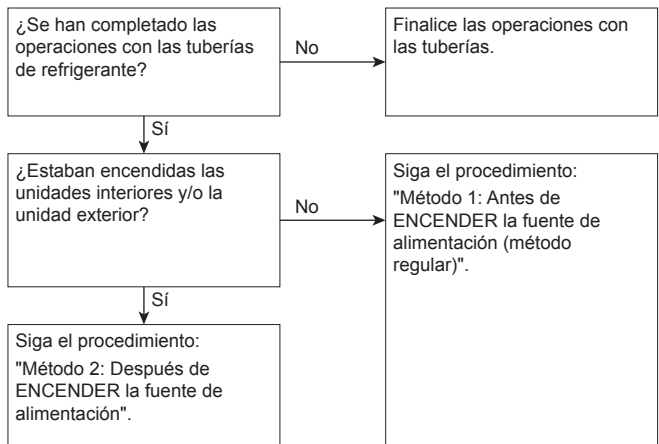 ¿Se han completado las
operaciones con las tuberías
de refrigerante?
No
Finalice las operaciones con
las tuberías.
Sí
¿Estaban encendidas las
unidades interiores y/o la
unidad exterior?
No
Siga el procedimiento:
"Método 1: Antes de
ENCENDER la fuente de
alimentación (método
regular)".
Sí
Siga el procedimiento:
"Método 2: Después de
ENCENDER la fuente de
alimentación".